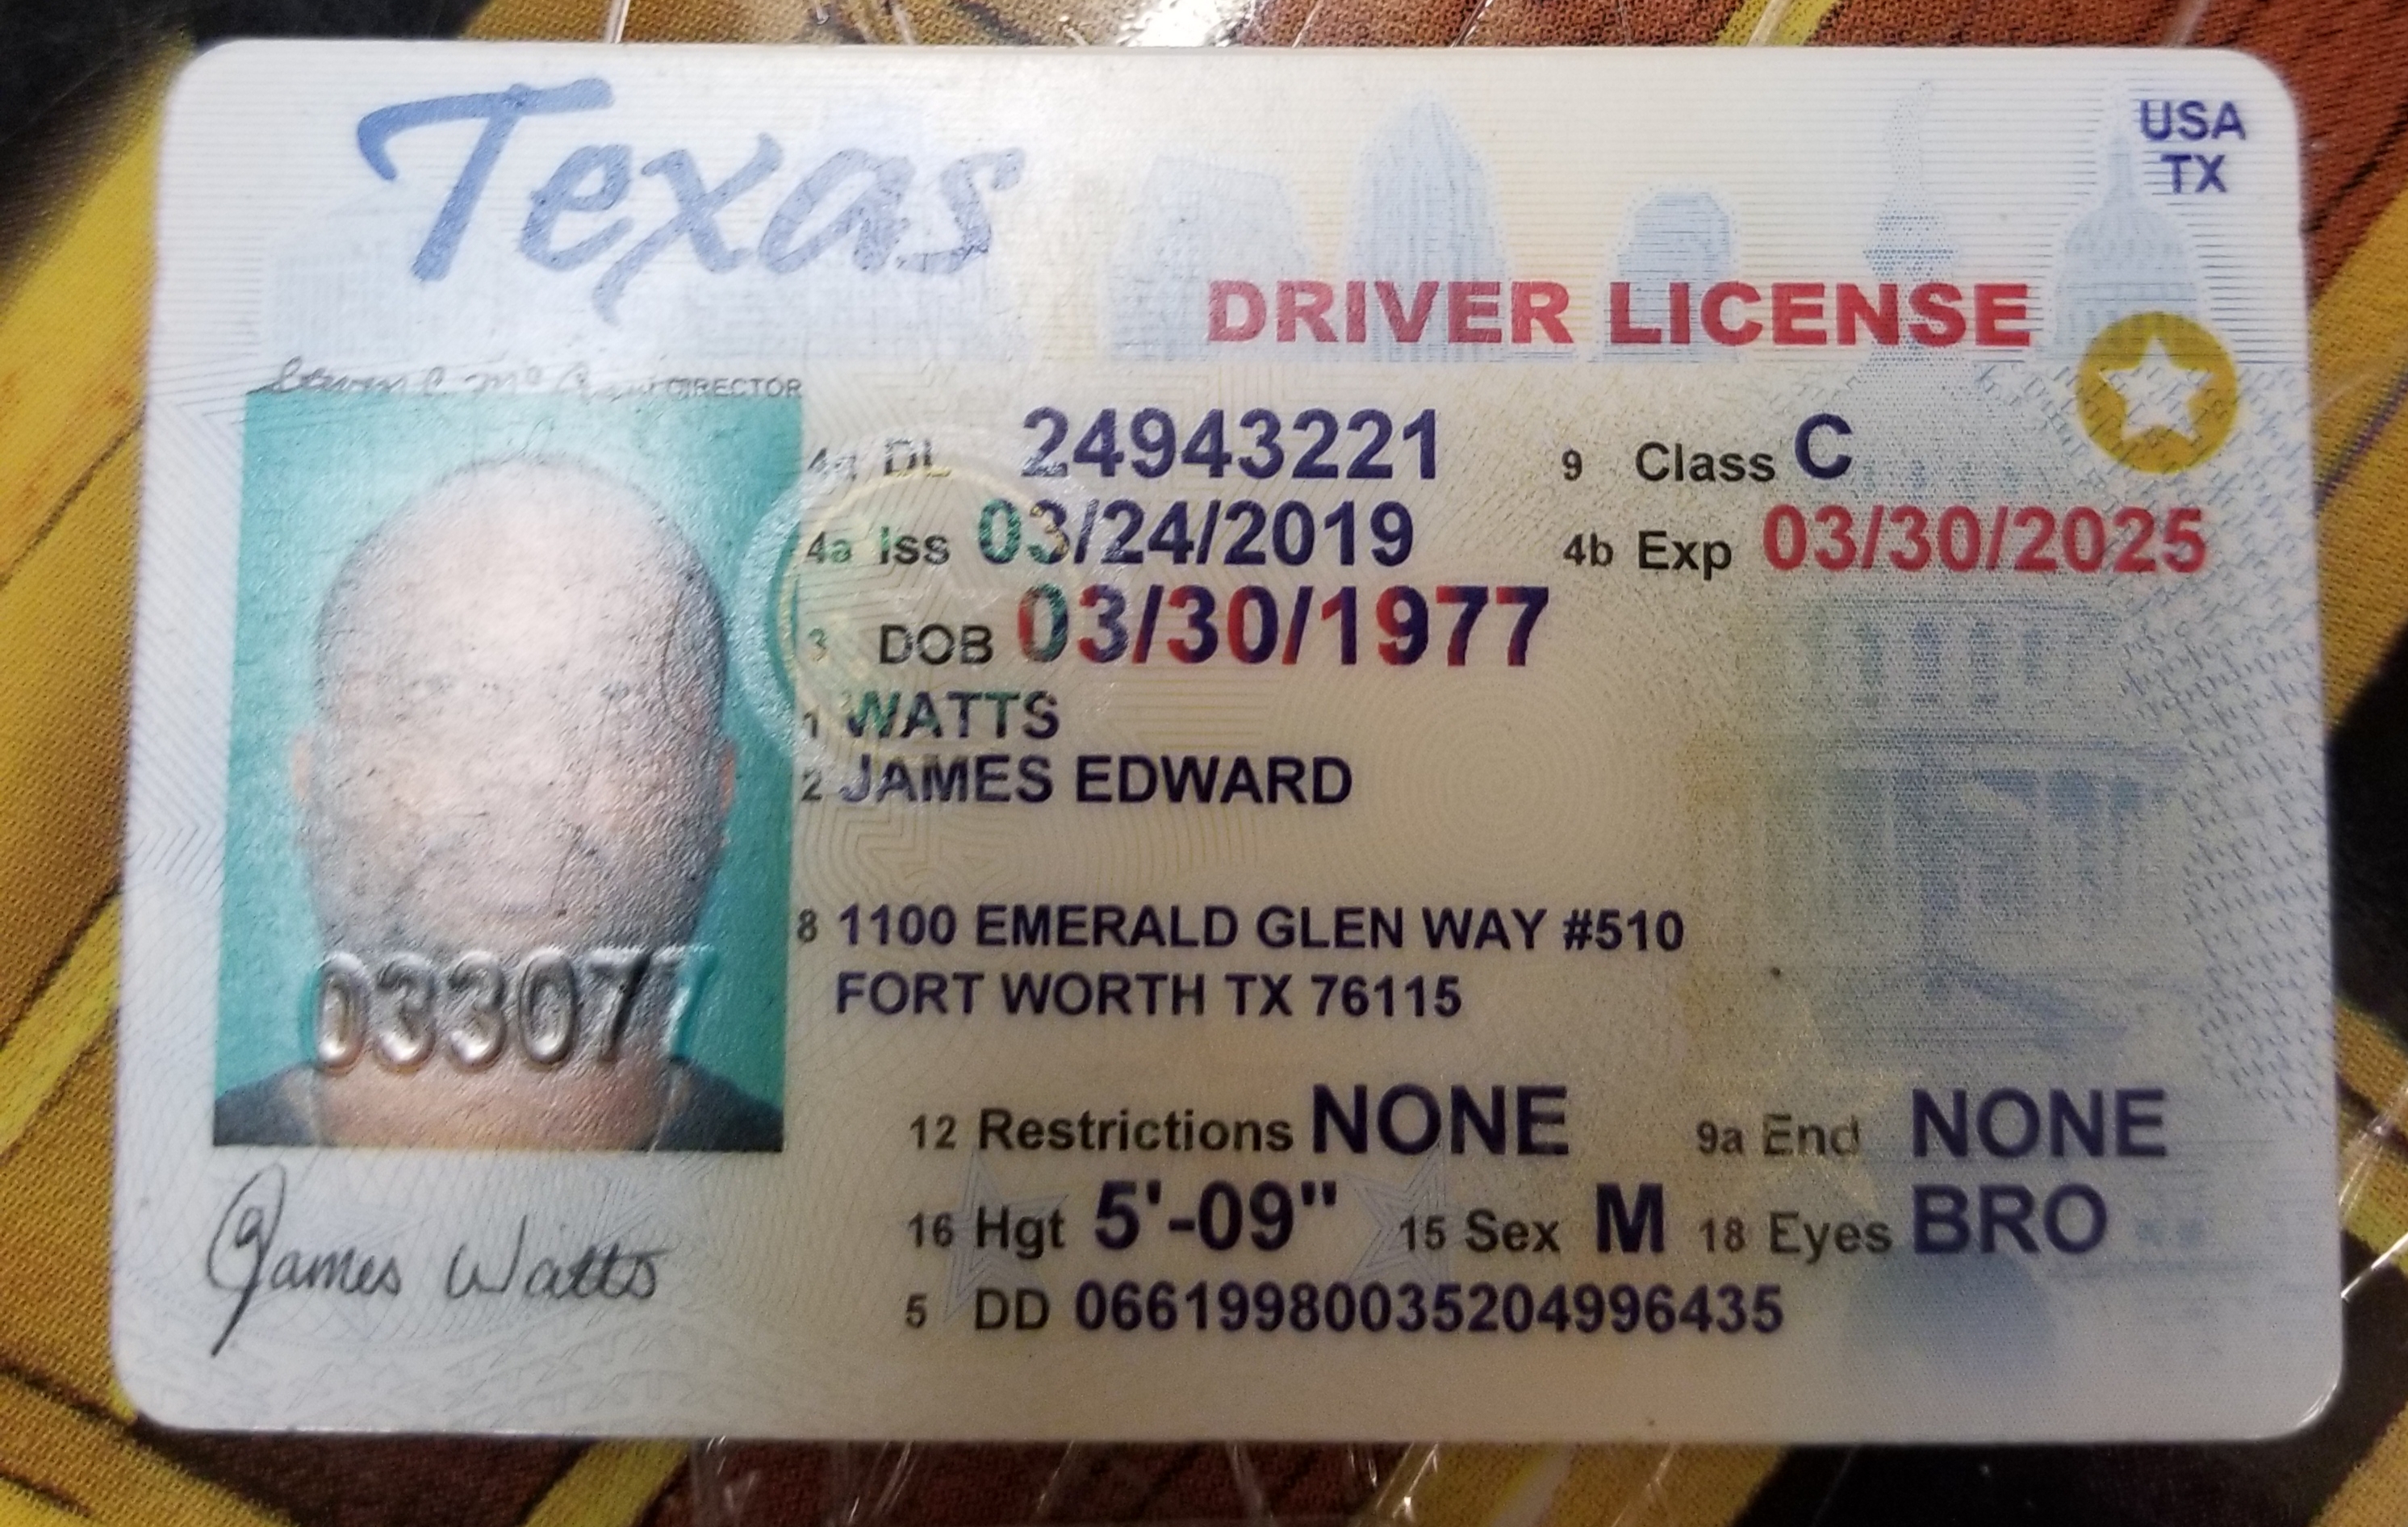 Texas
USA
TX
DRIVER LICENSE
DIRECTOR
4d DL 24943221 9 Class C
4a Iss 03/24/2019 4b Exp 03/30/2025
3 DOB 03/30/1977
1 WATTS
2 JAMES EDWARD
8 1100 EMERALD GLEN WAY #510
FORT WORTH TX 76115
033077
12 Restrictions NONE 9a End NONE
16 Hgt 5'-09" 15 Sex M 18 Eyes BRO
5 DD 06619980035204996435
James Watts